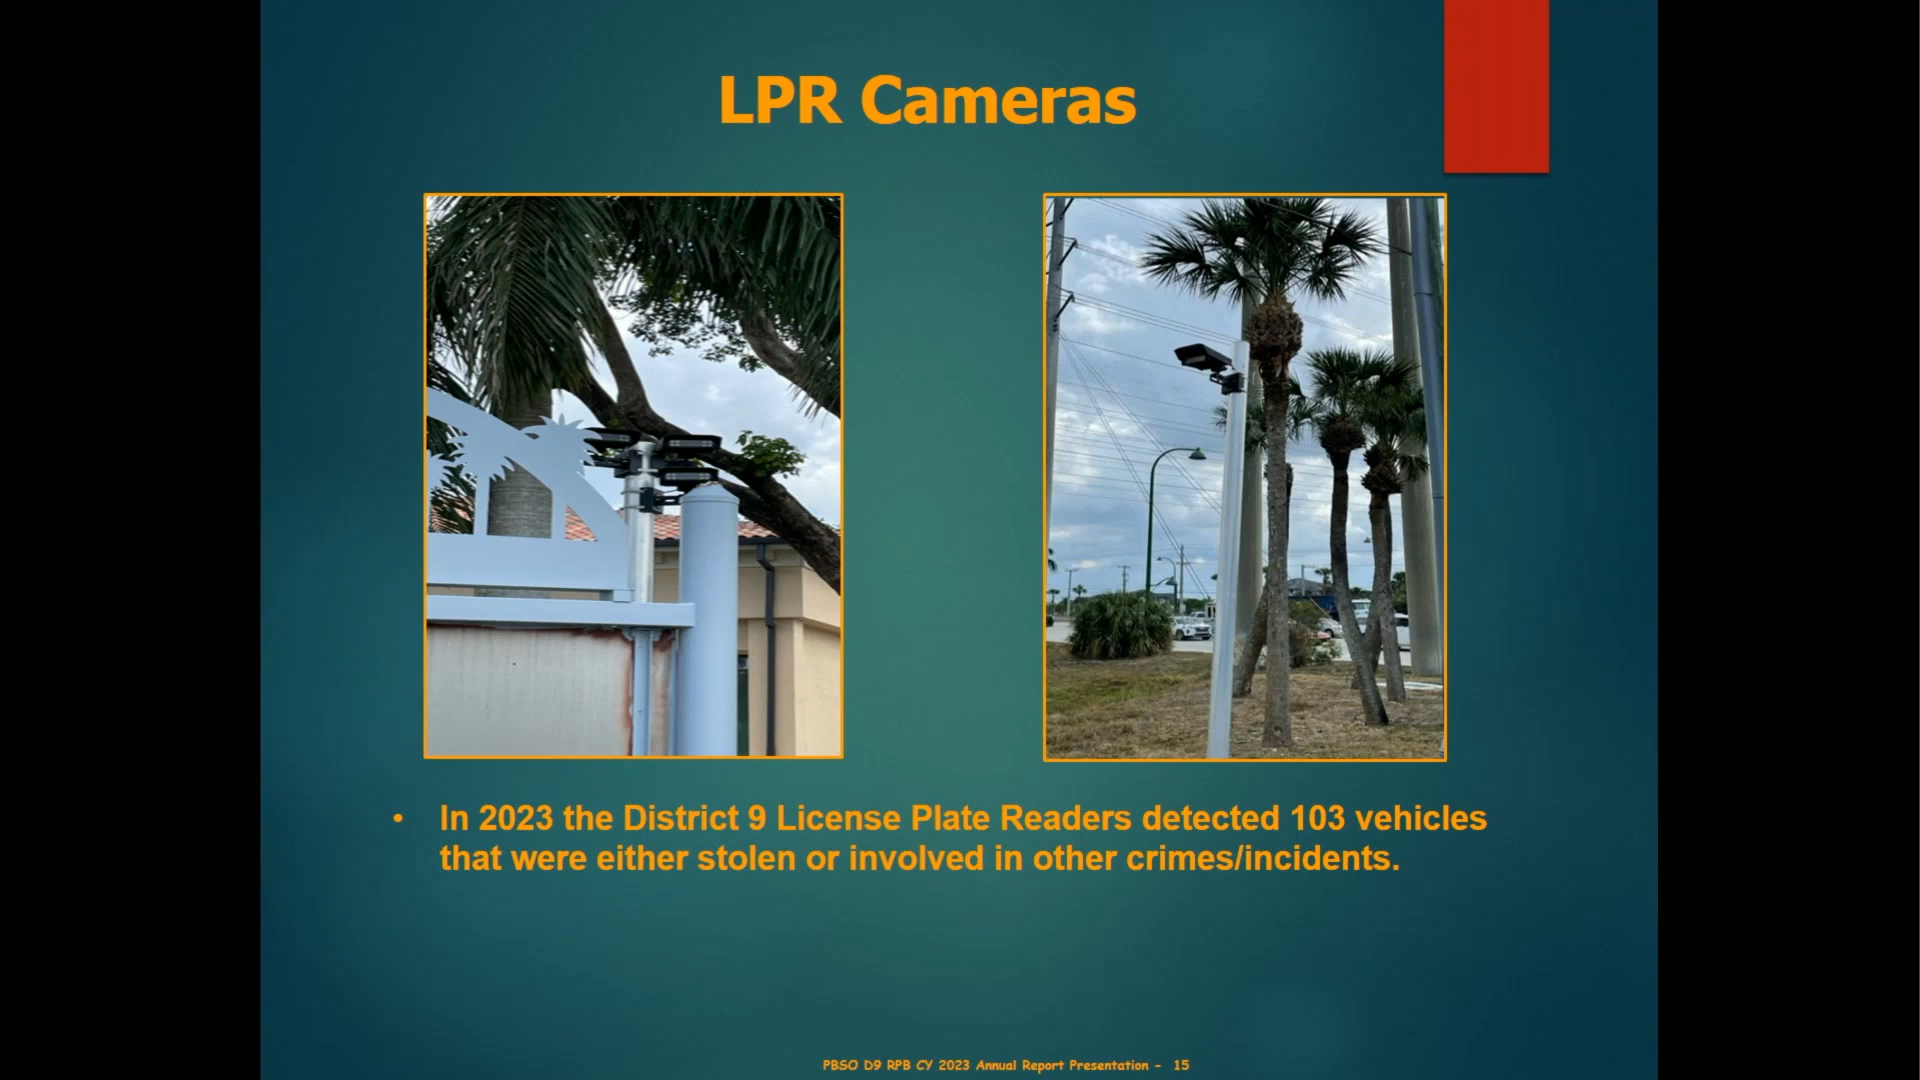 LPR Cameras
• In 2023 the District 9 License Plate Readers detected 103 vehicles
that were either stolen or involved in other crimes/incidents.
PBSO D9 RPB CY 2023 Annual Report Presentation - 15